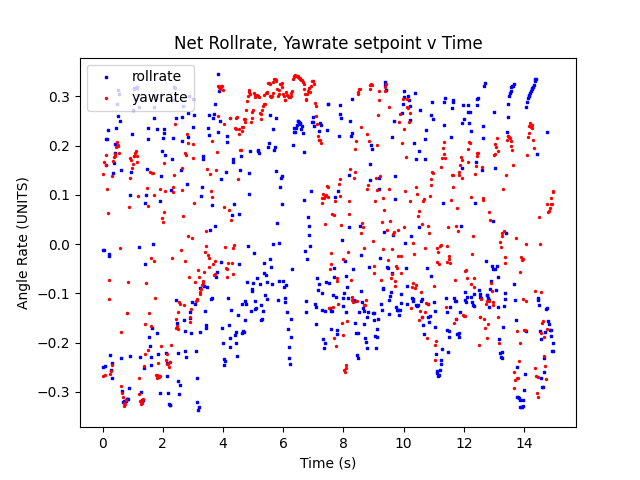 Net Rollrate, Yawrate setpoint v Time
rollrate
yawrate
Angle Rate (UNITS)
0.3
0.2
0.1
0.0
−0.1
−0.2
−0.3
0 2 4 6 8 10 12 14
Time (s)